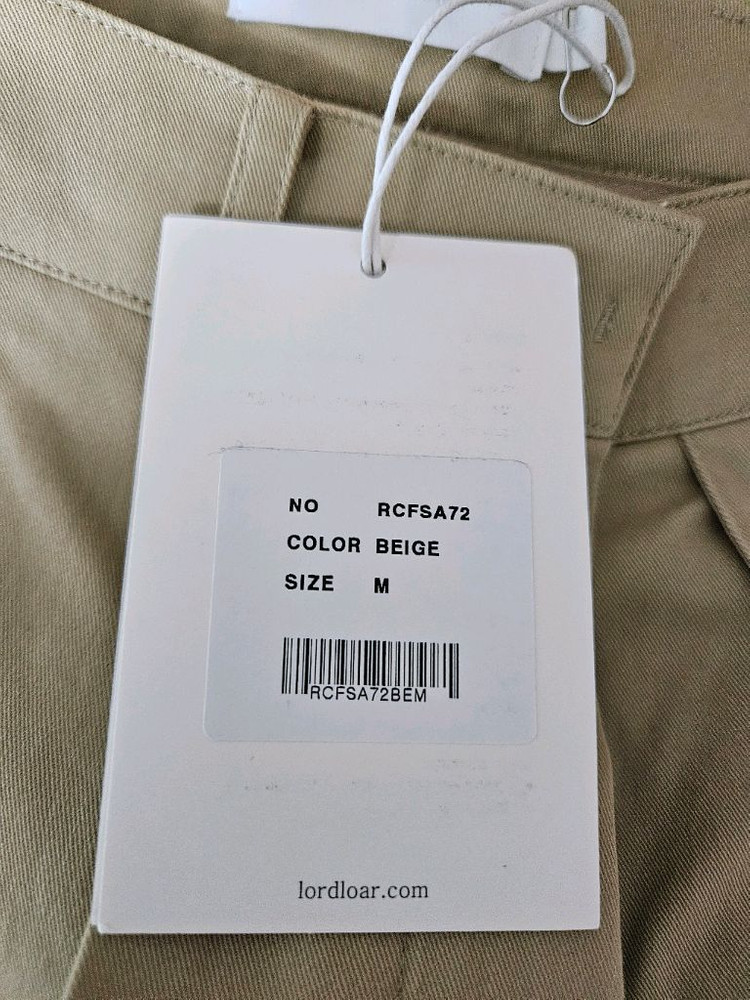 NO RCFSA72
COLOR BEIGE
SIZE M
RCFSA72BEM
lordloar.com